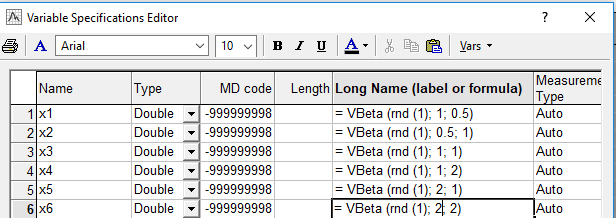 Variable Specifications Editor ? ×
A Arial 10 B I U A Vars
Name Type MD code Length Long Name (label or formula) Measureme
Type
1 x1 Double -999999998 = VBeta (rnd (1); 1; 0.5) Auto
2 x2 Double -999999998 = VBeta (rnd (1); 0.5; 1) Auto
3 x3 Double -999999998 = VBeta (rnd (1); 1; 1) Auto
4 x4 Double -999999998 = VBeta (rnd (1); 1; 2) Auto
5 x5 Double -999999998 = VBeta (rnd (1); 2; 1) Auto
6 x6 Double -999999998 = VBeta (rnd (1); 2; 2) Auto